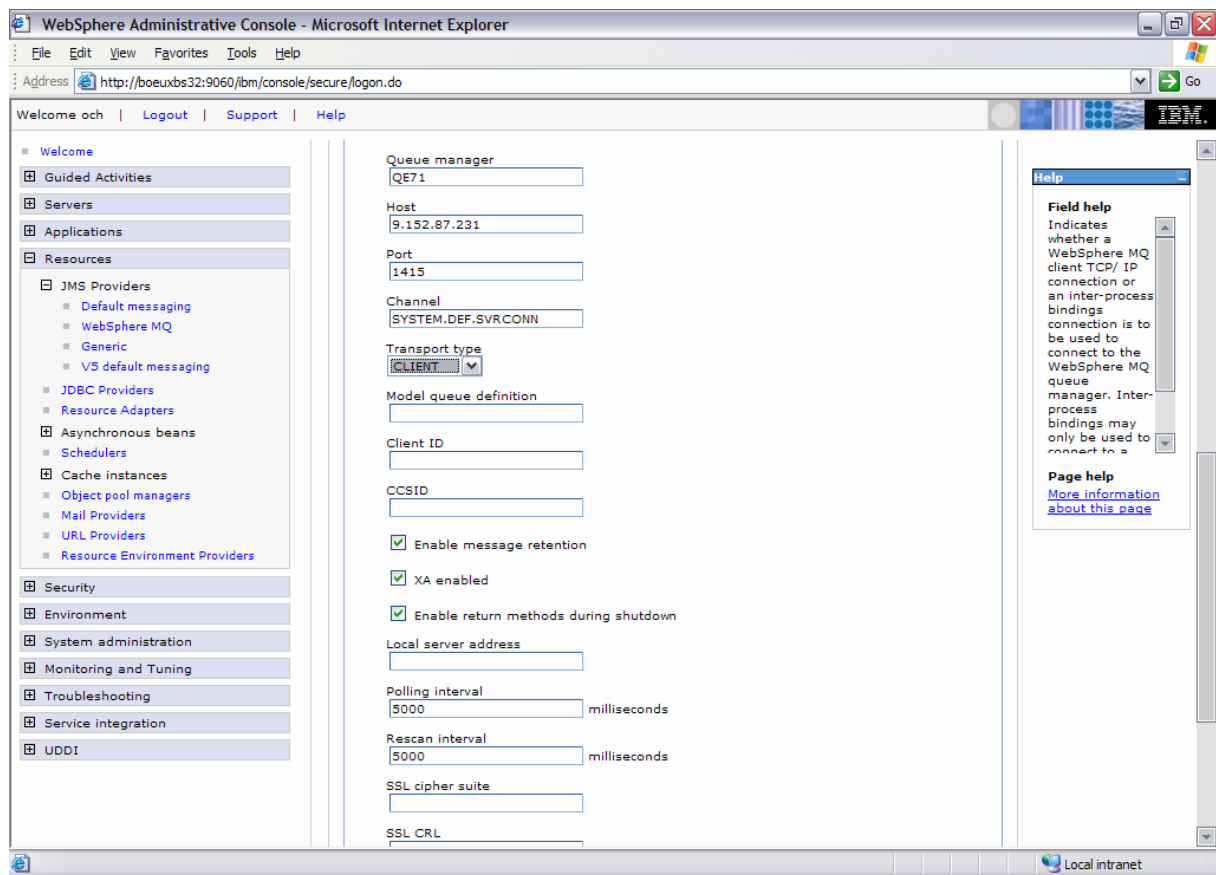 WebSphere Administrative Console - Microsoft Internet Explorer
File Edit View Favorites Tools Help
Address http://boeuxbs32:9060/ibm/console/secure/logon.do Go
Welcome och | Logout | Support | Help
IBM.
Welcome
Guided Activities
Servers
Applications
Resources
JMS Providers
Default messaging
WebSphere MQ
Generic
V5 default messaging
JDBC Providers
Resource Adapters
Asynchronous beans
Schedulers
Cache instances
Object pool managers
Mail Providers
URL Providers
Resource Environment Providers
Security
Environment
System administration
Monitoring and Tuning
Troubleshooting
Service integration
UDDI
Queue manager
QE71
Host
9.152.87.231
Port
1415
Channel
SYSTEM.DEF.SVRCONN
Transport type
CLIENT
Model queue definition
Client ID
CCSID
Enable message retention
XA enabled
Enable return methods during shutdown
Local server address
Polling interval
5000 milliseconds
Rescan interval
5000 milliseconds
SSL cipher suite
SSL CRL
Help
Field help
Indicates
whether a
WebSphere MQ
client TCP/ IP
connection or
an inter-process
bindings
connection is to
be used to
connect to the
WebSphere MQ
queue
manager. Inter-
process
bindings may
only be used to
connect to a
Page help
More information
about this page
Local intranet